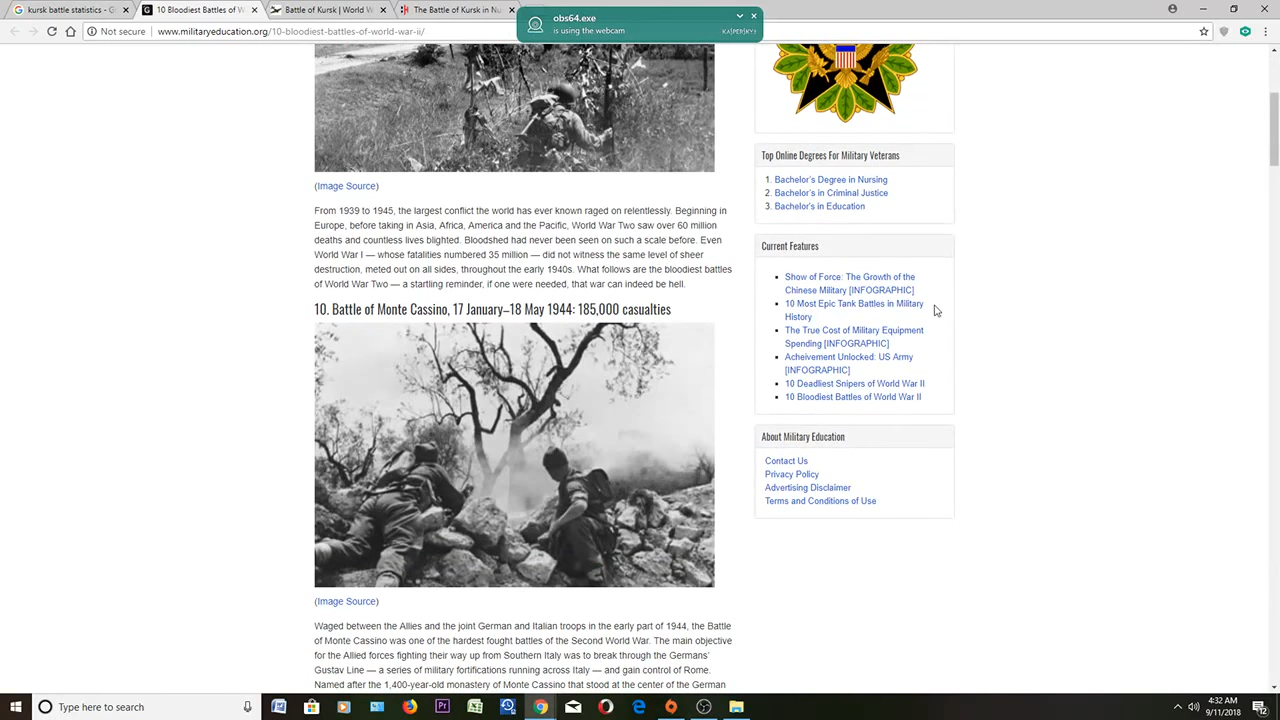 kursk battle statistics - G
10 Bloodiest Battles of W
Battle of Kursk | World W
The Battle of Kursk in Nu
obs64.exe
is using the webcam
KASPERSKY
Not secure
www.militaryeducation.org/10-bloodiest-battles-of-world-war-ii/
(Image Source)
From 1939 to 1945, the largest conflict the world has ever known raged on relentlessly. Beginning in
Europe, before taking in Asia, Africa, America and the Pacific, World War Two saw over 60 million
deaths and countless lives blighted. Bloodshed had never been seen on such a scale before. Even
World War I — whose fatalities numbered 35 million — did not witness the same level of sheer
destruction, meted out on all sides, throughout the early 1940s. What follows are the bloodiest battles
of World War Two — a startling reminder, if one were needed, that war can indeed be hell.
10. Battle of Monte Cassino, 17 January–18 May 1944: 185,000 casualties
(Image Source)
Waged between the Allies and the joint German and Italian troops in the early part of 1944, the Battle
of Monte Cassino was one of the hardest fought battles of the Second World War. The main objective
for the Allied forces fighting their way up from Southern Italy was to break through the Germans'
Gustav Line — a series of military fortifications running across Italy — and gain control of Rome.
Named after the 1,400-year-old monastery of Monte Cassino that stood at the center of the German
Top Online Degrees For Military Veterans
1. Bachelor's Degree in Nursing
2. Bachelor's in Criminal Justice
3. Bachelor's in Education
Current Features
Show of Force: The Growth of the
Chinese Military [INFOGRAPHIC]
10 Most Epic Tank Battles in Military
History
The True Cost of Military Equipment
Spending [INFOGRAPHIC]
Acheivement Unlocked: US Army
[INFOGRAPHIC]
10 Deadliest Snipers of World War II
10 Bloodiest Battles of World War II
About Military Education
Contact Us
Privacy Policy
Advertising Disclaimer
Terms and Conditions of Use
Type here to search
4:32 AM
9/11/2018